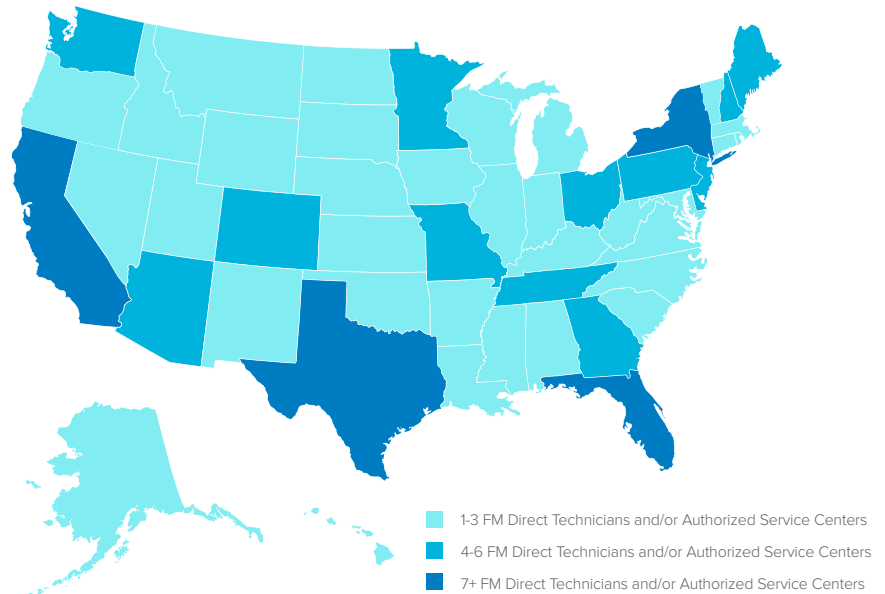 1-3 FM Direct Technicians and/or Authorized Service Centers
4-6 FM Direct Technicians and/or Authorized Service Centers
7+ FM Direct Technicians and/or Authorized Service Centers